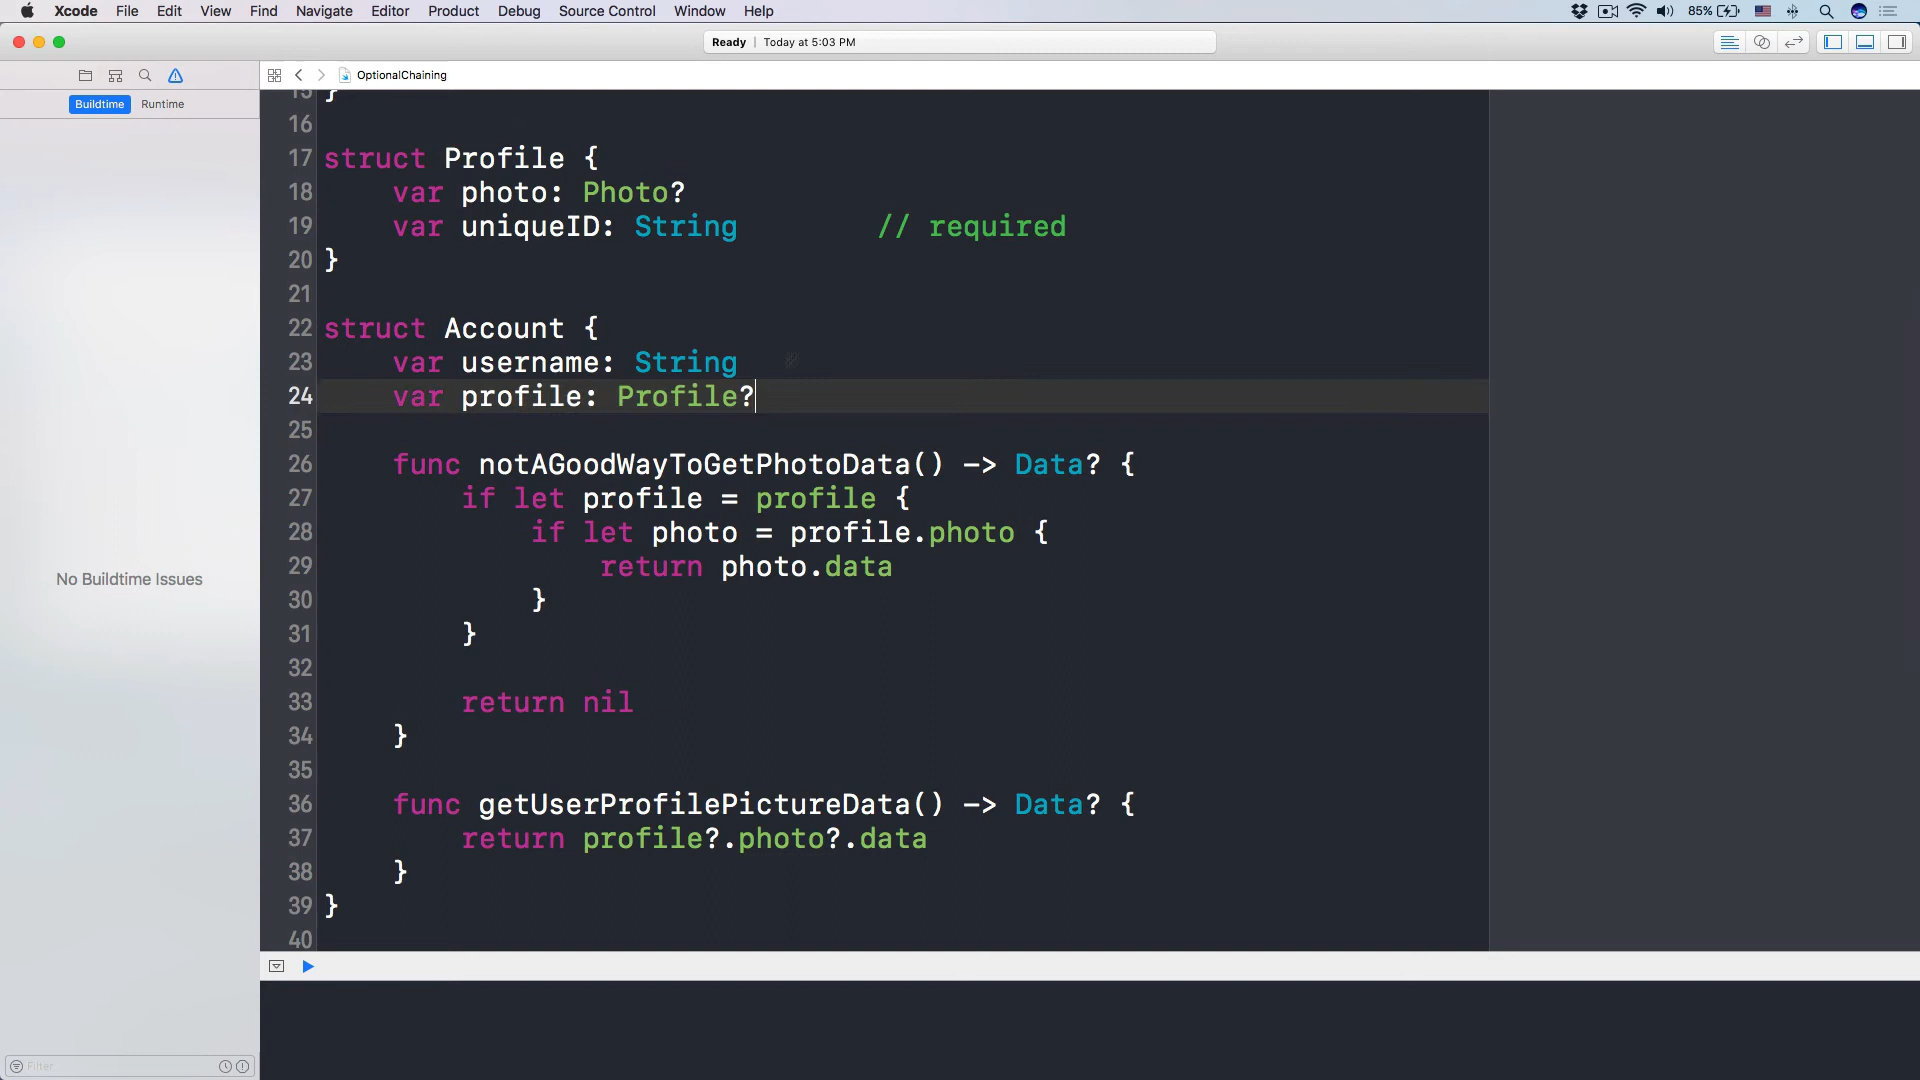 Xcode File Edit View Find Navigate Editor Product Debug Source Control Window Help 85%
Ready | Today at 5:03 PM
OptionalChaining
Buildtime Runtime
15 }
16
17 struct Profile {
18 var photo: Photo?
19 var uniqueID: String // required
20 }
21
22 struct Account {
23 var username: String
24 var profile: Profile?
25
26 func notAGoodWayToGetPhotoData() -> Data? {
27 if let profile = profile {
28 if let photo = profile.photo {
29 return photo.data
30 }
31 }
32
33 return nil
34 }
35
36 func getUserProfilePictureData() -> Data? {
37 return profile?.photo?.data
38 }
39 }
40
No Buildtime Issues
Filter